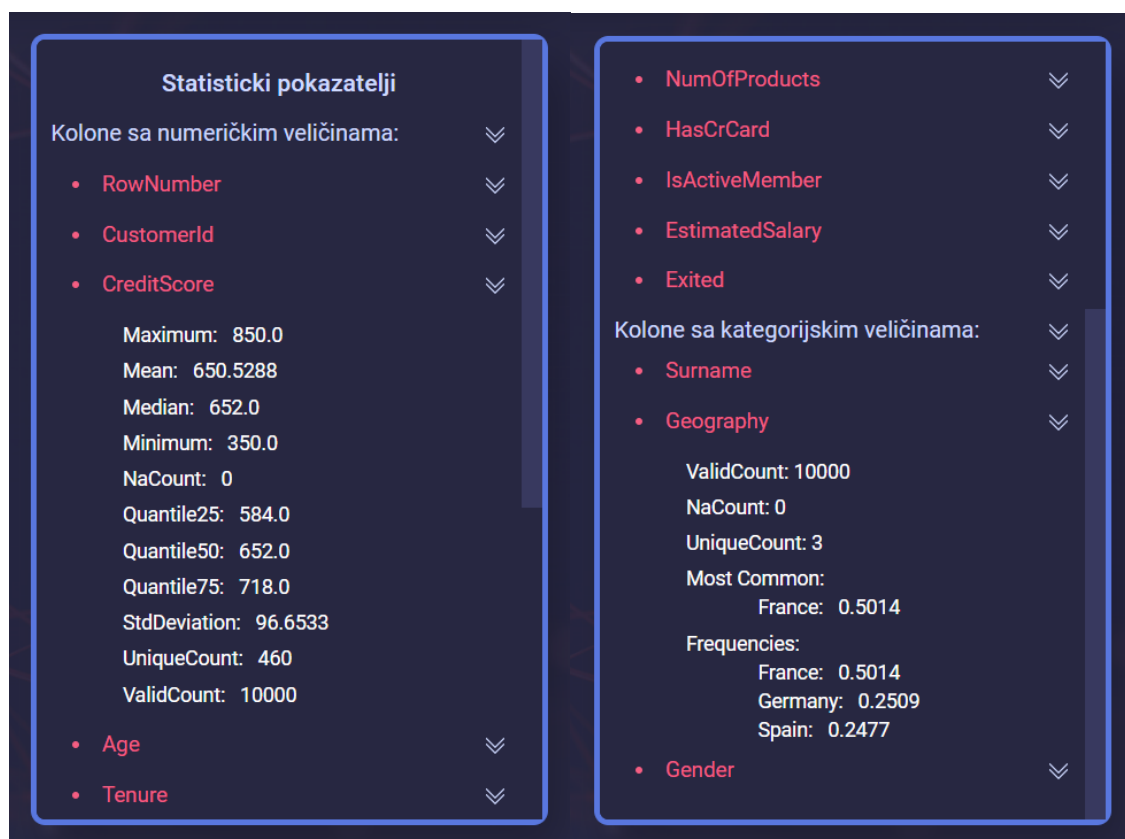 Statisticki pokazatelji
Kolone sa numeričkim veličinama:
RowNumber
CustomerId
CreditScore
Maximum: 850.0
Mean: 650.5288
Median: 652.0
Minimum: 350.0
NaCount: 0
Quantile25: 584.0
Quantile50: 652.0
Quantile75: 718.0
StdDeviation: 96.6533
UniqueCount: 460
ValidCount: 10000
Age
Tenure
NumOfProducts
HasCrCard
IsActiveMember
EstimatedSalary
Exited
Kolone sa kategorijskim veličinama:
Surname
Geography
ValidCount: 10000
NaCount: 0
UniqueCount: 3
Most Common:
France: 0.5014
Frequencies:
France: 0.5014
Germany: 0.2509
Spain: 0.2477
Gender